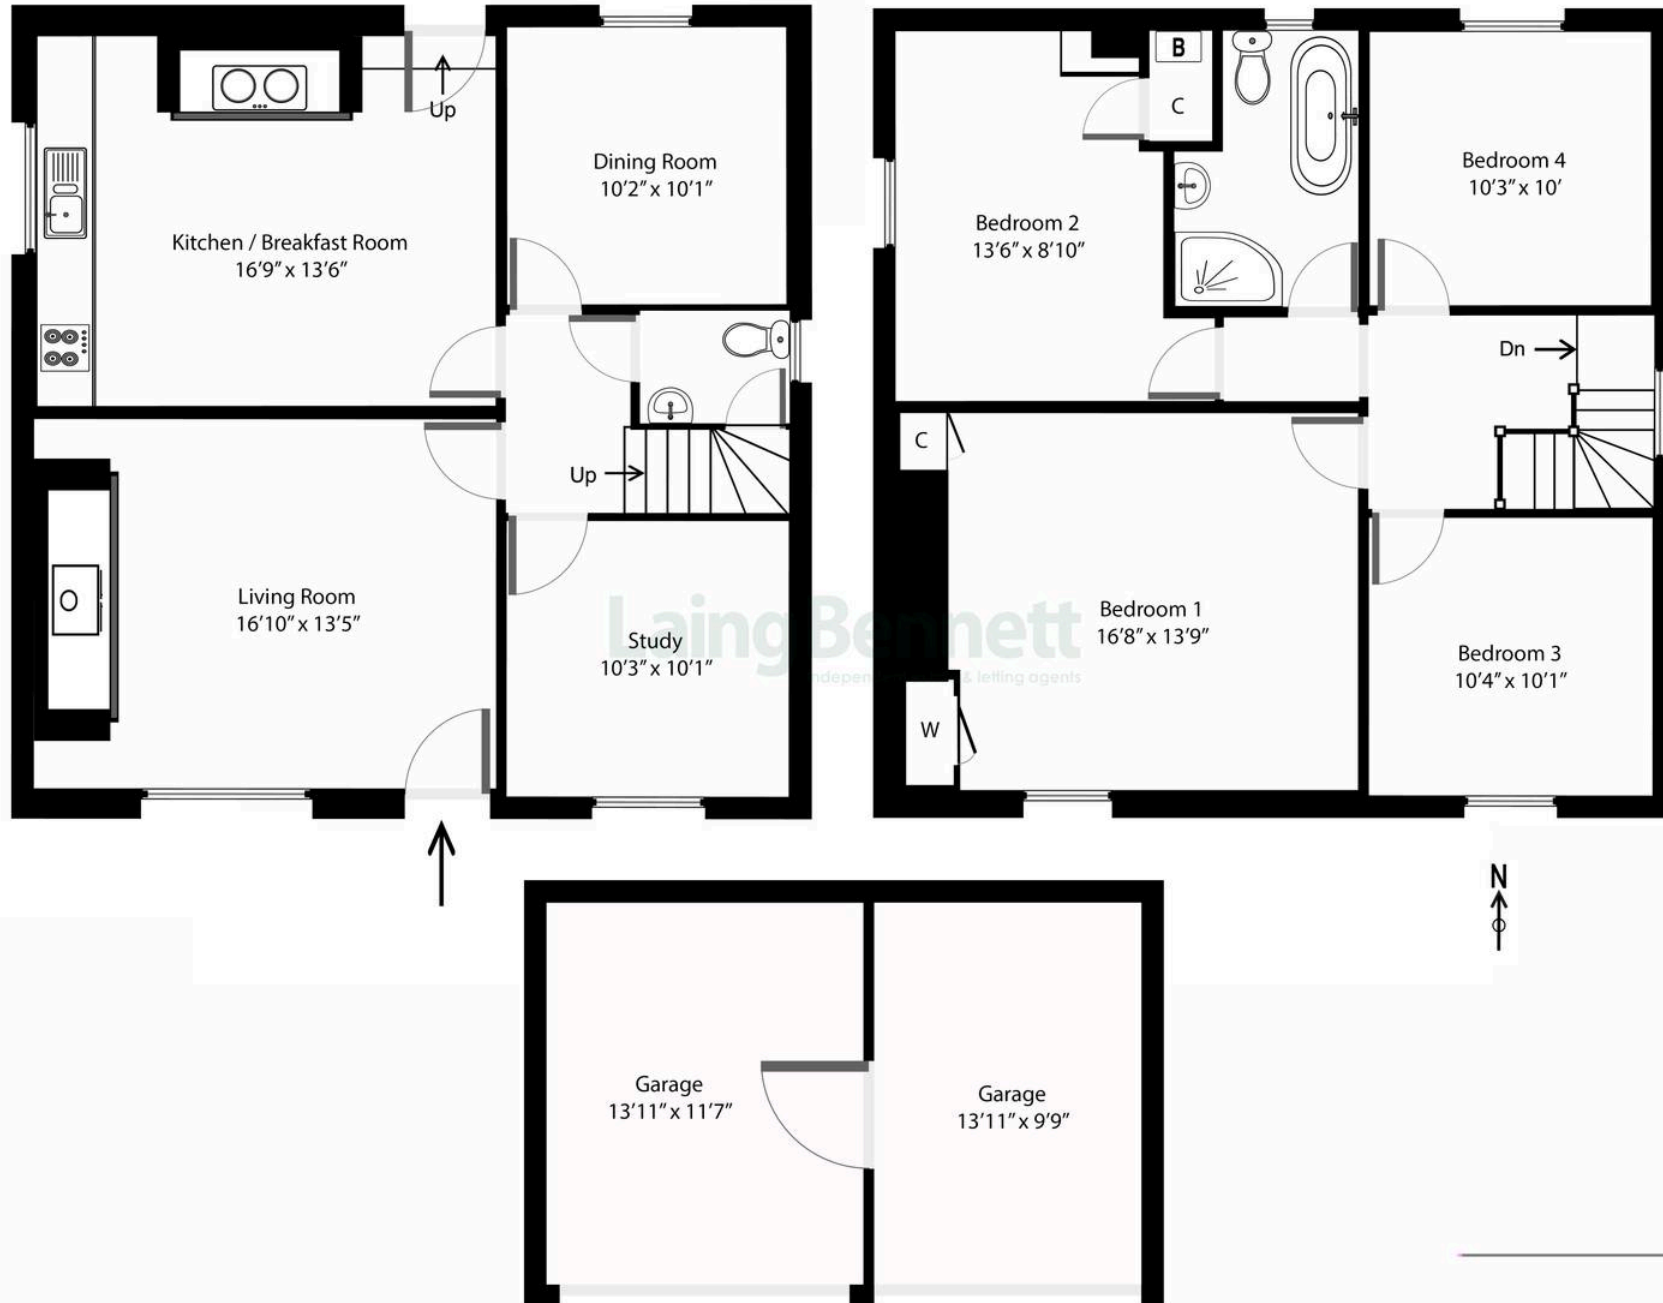 Up
Dining Room
10'2" x 10'1"
Kitchen / Breakfast Room
16'9" x 13'6"
Up
Living Room
16'10" x 13'5"
Study
10'3" x 10'1"
B
C
Bedroom 4
10'3" x 10'
Bedroom 2
13'6" x 8'10"
Dn
C
Bedroom 1
16'8" x 13'9"
Bedroom 3
10'4" x 10'1"
W
LaingBennett
& letting agents
N
Garage
13'11" x 11'7"
Garage
13'11" x 9'9"